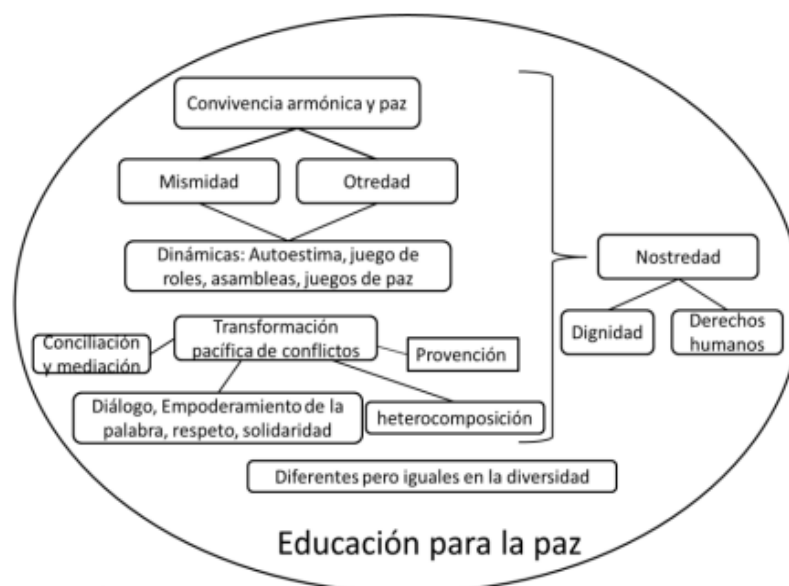 Convivencia armónica y paz
Mismidad
Otredad
Dinámicas: Autoestima, juego de
roles, asambleas, juegos de paz
Nostredad
Dignidad
Derechos
humanos
Transformación
pacífica de conflictos
Conciliación
y mediación
Provención
Diálogo, Empoderamiento de la
palabra, respeto, solidaridad
heterocomposición
Diferentes pero iguales en la diversidad
Educación para la paz